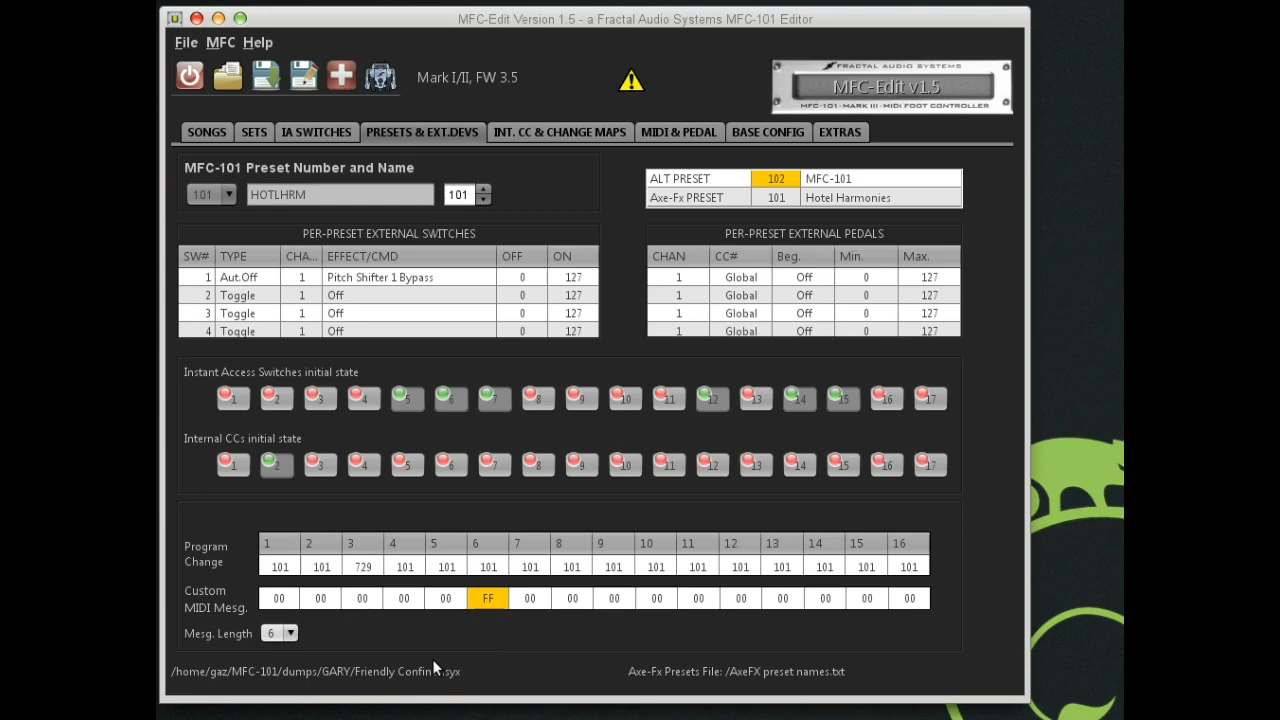 MFC-Edit Version 1.5 - a Fractal Audio Systems MFC-101 Editor
File MFC Help
Mark I/II, FW 3.5
FRACTAL AUDIO SYSTEMS
MFC-Edit v1.5
MFC-101 · MARK III · MIDI FOOT CONTROLLER
SONGS SETS IA SWITCHES PRESETS & EXT.DEVS INT. CC & CHANGE MAPS MIDI & PEDAL BASE CONFIG EXTRAS
MFC-101 Preset Number and Name
101 HOTLHRM 101
ALT PRESET 102 MFC-101
Axe-Fx PRESET 101 Hotel Harmonies
PER-PRESET EXTERNAL SWITCHES
SW# TYPE CHA... EFFECT/CMD OFF ON
1 Aut.Off 1 Pitch Shifter 1 Bypass 0 127
2 Toggle 1 Off 0 127
3 Toggle 1 Off 0 127
4 Toggle 1 Off 0 127
PER-PRESET EXTERNAL PEDALS
CHAN CC# Beg. Min. Max.
1 Global Off 0 127
1 Global Off 0 127
1 Global Off 0 127
1 Global Off 0 127
Instant Access Switches initial state
1 2 3 4 5 6 7 8 9 10 11 12 13 14 15 16 17
Internal CCs initial state
1 2 3 4 5 6 7 8 9 10 11 12 13 14 15 16 17
1 2 3 4 5 6 7 8 9 10 11 12 13 14 15 16
Program Change
101 101 729 101 101 101 101 101 101 101 101 101 101 101 101 101
Custom MIDI Mesg.
00 00 00 00 00 FF 00 00 00 00 00 00 00 00 00 00
Mesg. Length 6
/home/gaz/MFC-101/dumps/GARY/Friendly .syx
Axe-Fx Presets File: /AxeFX preset names.txt